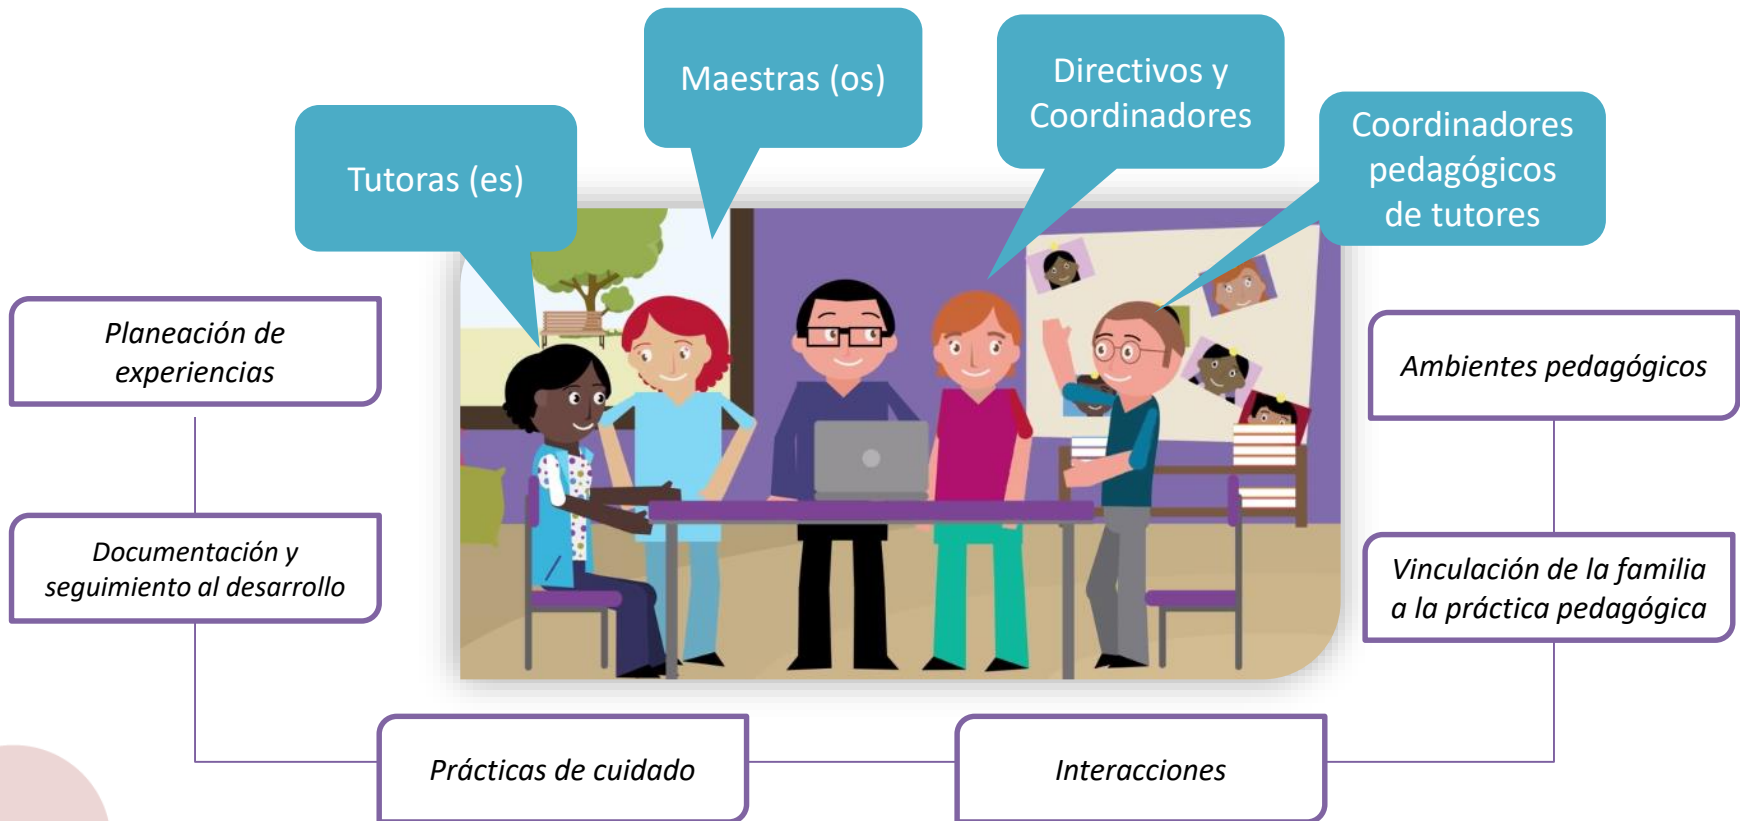 Maestras (os)
Directivos y
Coordinadores
Tutoras (es)
Coordinadores
pedagógicos
de tutores
Planeación de
experiencias
Ambientes pedagógicos
Documentación y
seguimiento al desarrollo
Vinculación de la familia
a la práctica pedagógica
Prácticas de cuidado
Interacciones